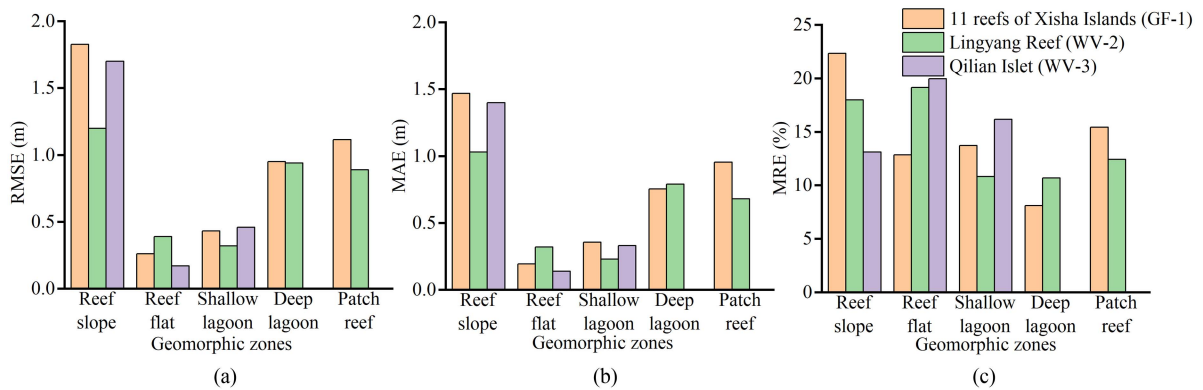 2.0
1.5
1.0
0.5
0.0
RMSE (m)
Reef slope
Reef flat
Shallow lagoon
Deep lagoon
Patch reef
Geomorphic zones
(a)
2.0
1.5
1.0
0.5
0.0
MAE (m)
Reef slope
Reef flat
Shallow lagoon
Deep lagoon
Patch reef
Geomorphic zones
(b)
11 reefs of Xisha Islands (GF-1)
Lingyang Reef (WV-2)
Qilian Islet (WV-3)
25
20
15
10
5
0
MRE (%)
Reef slope
Reef flat
Shallow lagoon
Deep lagoon
Patch reef
Geomorphic zones
(c)